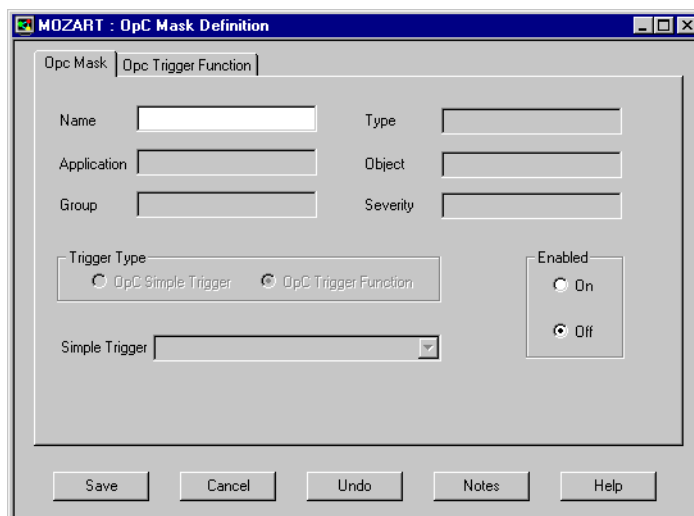 MOZART : OpC Mask Definition
Opc Mask Opc Trigger Function
Name Type
Application Object
Group Severity
Trigger Type Enabled
OpC Simple Trigger OpC Trigger Function On
Off
Simple Trigger
Save Cancel Undo Notes Help